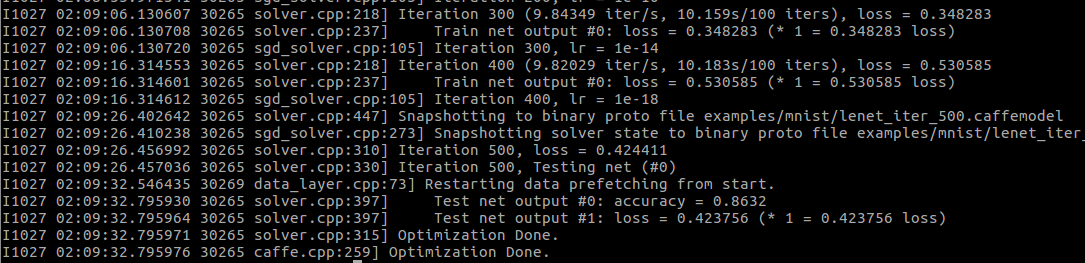 I1027 02:09:06.130607 30265 solver.cpp:218] Iteration 300 (9.84349 iter/s, 10.159s/100 iters), loss = 0.348283
I1027 02:09:06.130708 30265 solver.cpp:237]     Train net output #0: loss = 0.348283 (* 1 = 0.348283 loss)
I1027 02:09:06.130720 30265 sgd_solver.cpp:105] Iteration 300, lr = 1e-14
I1027 02:09:16.314553 30265 solver.cpp:218] Iteration 400 (9.82029 iter/s, 10.183s/100 iters), loss = 0.530585
I1027 02:09:16.314601 30265 solver.cpp:237]     Train net output #0: loss = 0.530585 (* 1 = 0.530585 loss)
I1027 02:09:16.314612 30265 sgd_solver.cpp:105] Iteration 400, lr = 1e-18
I1027 02:09:26.402642 30265 solver.cpp:447] Snapshotting to binary proto file examples/mnist/lenet_iter_500.caffemodel
I1027 02:09:26.410238 30265 sgd_solver.cpp:273] Snapshotting solver state to binary proto file examples/mnist/lenet_iter_
I1027 02:09:26.456992 30265 solver.cpp:310] Iteration 500, loss = 0.424411
I1027 02:09:26.457036 30265 solver.cpp:330] Iteration 500, Testing net (#0)
I1027 02:09:32.546435 30269 data_layer.cpp:73] Restarting data prefetching from start.
I1027 02:09:32.795930 30265 solver.cpp:397]     Test net output #0: accuracy = 0.8632
I1027 02:09:32.795964 30265 solver.cpp:397]     Test net output #1: loss = 0.423756 (* 1 = 0.423756 loss)
I1027 02:09:32.795971 30265 solver.cpp:315] Optimization Done.
I1027 02:09:32.795976 30265 caffe.cpp:259] Optimization Done.